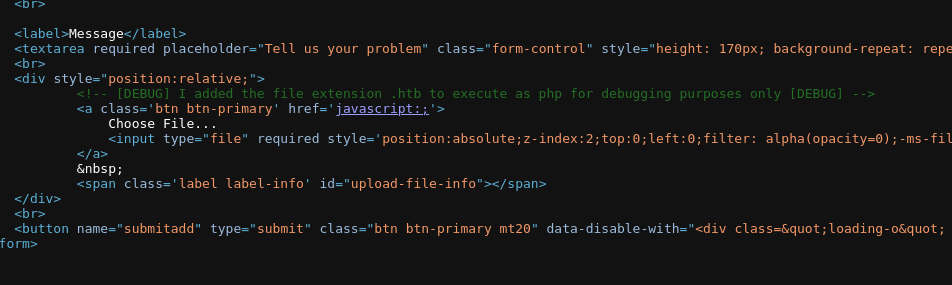 <br>
<label>Message</label>
<textarea required placeholder="Tell us your problem" class="form-control" style="height: 170px; background-repeat: repe
<br>
<div style="position:relative;">
<!-- [DEBUG] I added the file extension .htb to execute as php for debugging purposes only [DEBUG] -->
<a class='btn btn-primary' href='javascript:;'>
Choose File...
<input type="file" required style='position:absolute;z-index:2;top:0;left:0;filter: alpha(opacity=0);-ms-fil
</a>
&nbsp;
<span class='label label-info' id="upload-file-info"></span>
</div>
<br>
<button name="submitadd" type="submit" class="btn btn-primary mt20" data-disable-with="<div class=&quot;loading-o&quot;
form>